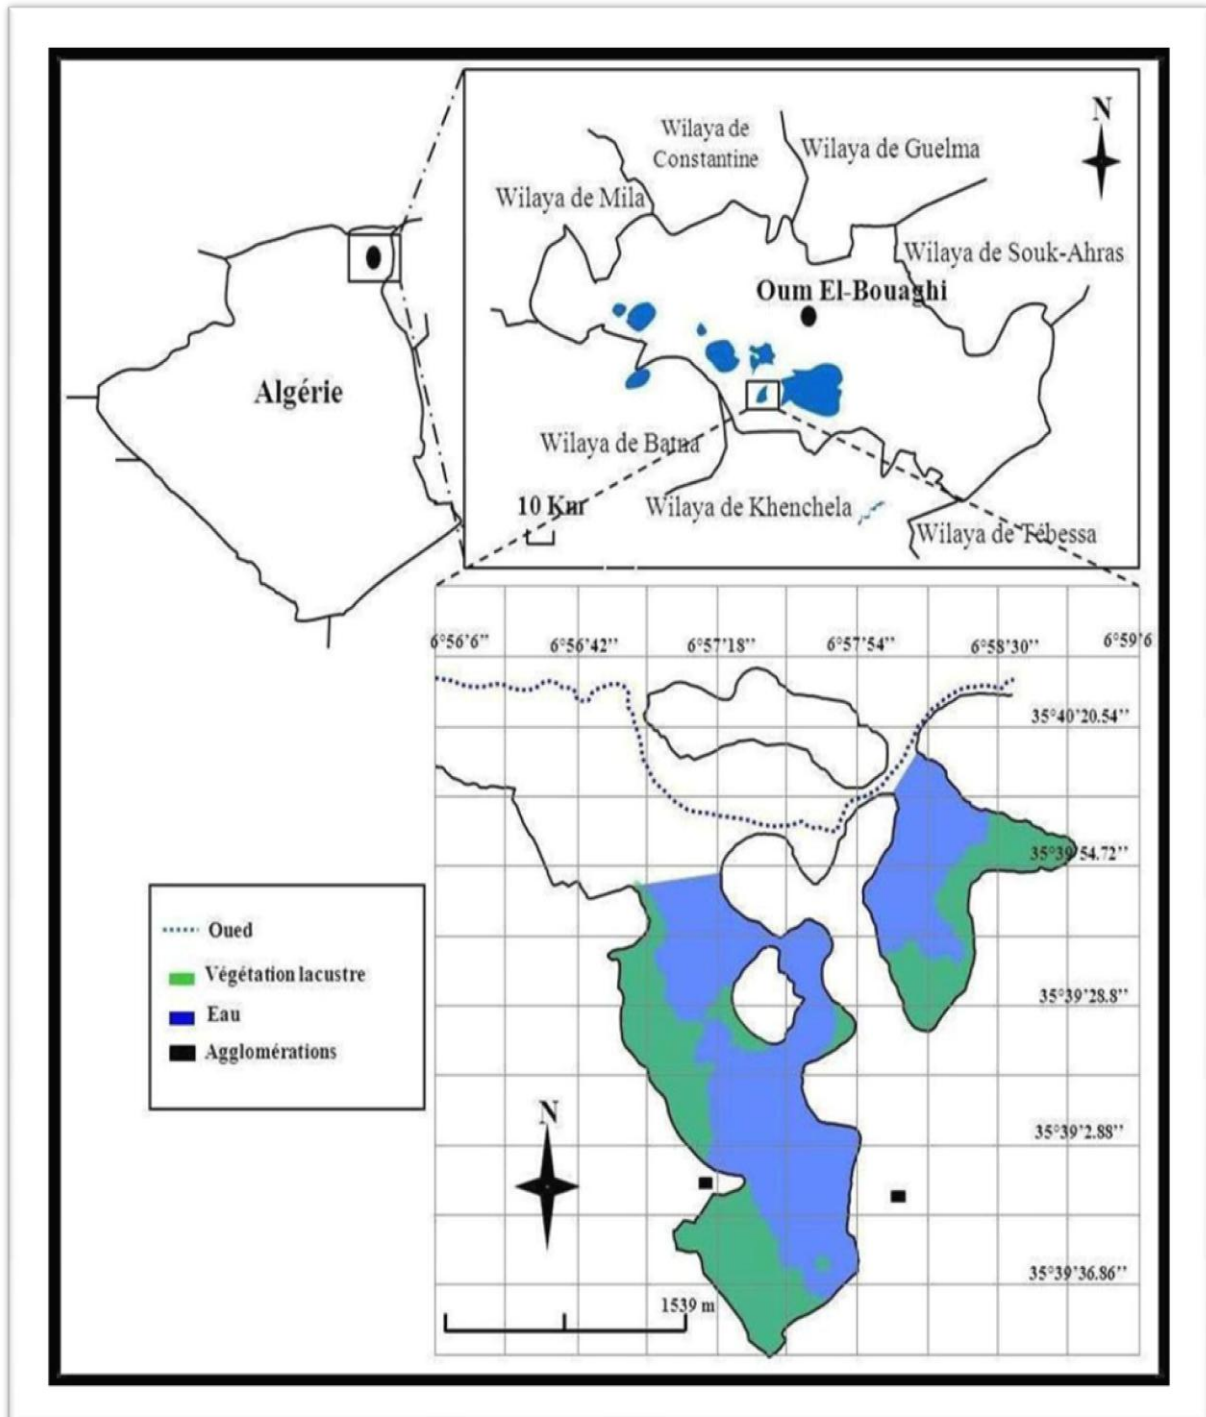 N
Wilaya de
Constantine
Wilaya de Guelma
Wilaya de Mila
Wilaya de Souk-Ahras
Oum El-Bouaghi
Algérie
Wilaya de Batna
10 Km
Wilaya de Khenchela
Wilaya de Tébessa
6°56'6'' 6°56'42'' 6°57'18'' 6°57'54'' 6°58'30'' 6°59'6
35°40'20.54''
35°39'54.72''
Oued
Végétation lacustre
Eau
Agglomérations
35°39'28.8''
N
35°39'2.88''
35°39'36.86''
1539 m